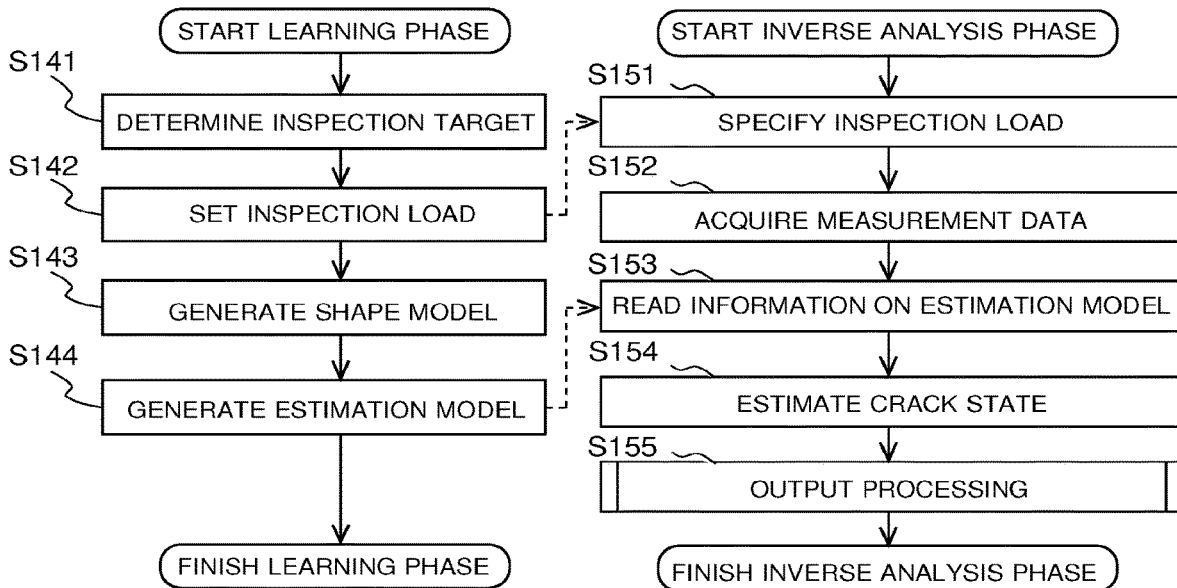 START LEARNING PHASE
S141
DETERMINE INSPECTION TARGET
S142
SET INSPECTION LOAD
S143
GENERATE SHAPE MODEL
S144
GENERATE ESTIMATION MODEL
FINISH LEARNING PHASE
START INVERSE ANALYSIS PHASE
S151
SPECIFY INSPECTION LOAD
S152
ACQUIRE MEASUREMENT DATA
S153
READ INFORMATION ON ESTIMATION MODEL
S154
ESTIMATE CRACK STATE
S155
OUTPUT PROCESSING
FINISH INVERSE ANALYSIS PHASE